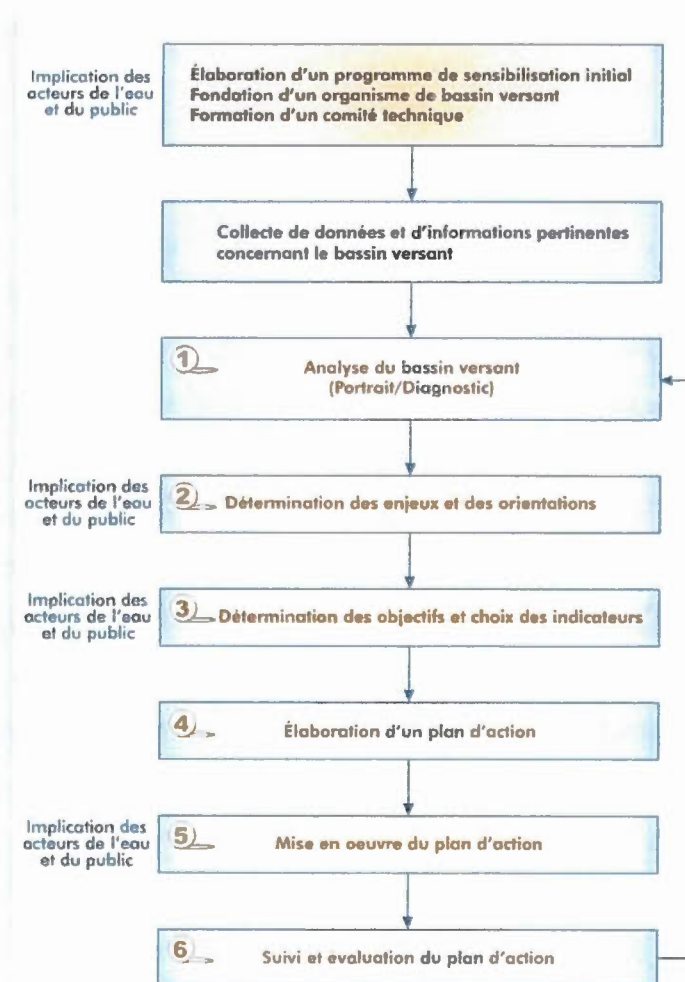 Implication des
acteurs de l'eau
et du public
Élaboration d'un programme de sensibilisation initial
Fondation d'un organisme de bassin versant
Formation d'un comité technique
Collecte de données et d'informations pertinentes
concernant le bassin versant
1
Analyse du bassin versant
(Portrait/Diagnostic)
Implication des
acteurs de l'eau
et du public
2 Détermination des enjeux et des orientations
Implication des
acteurs de l'eau
et du public
3 Détermination des objectifs et choix des indicateurs
4 Élaboration d'un plan d'action
Implication des
acteurs de l'eau
et du public
5 Mise en oeuvre du plan d'action
6 Suivi et évaluation du plan d'action